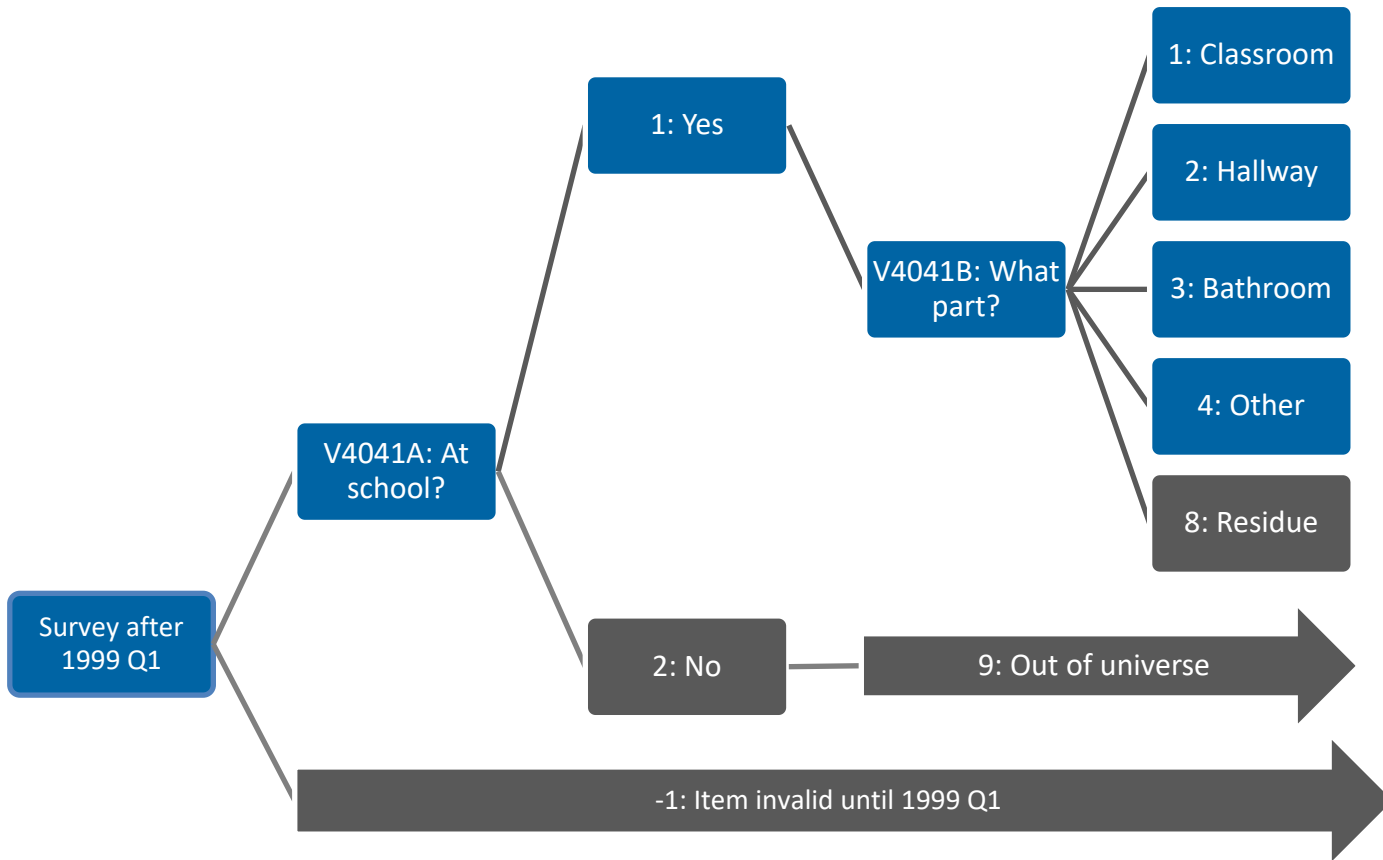 1: Classroom
1: Yes
2: Hallway
V4041B: What
part?
3: Bathroom
4: Other
V4041A: At
school?
8: Residue
Survey after
1999 Q1
2: No
9: Out of universe
-1: Item invalid until 1999 Q1